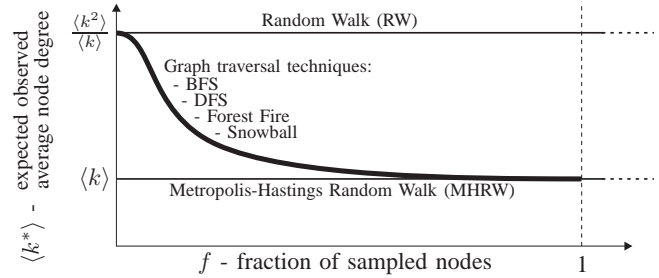 ⟨k*⟩ - expected observed
average node degree
⟨k²⟩
⟨k⟩
Random Walk (RW)
Graph traversal techniques:
- BFS
- DFS
- Forest Fire
- Snowball
⟨k⟩
Metropolis-Hastings Random Walk (MHRW)
f - fraction of sampled nodes
1